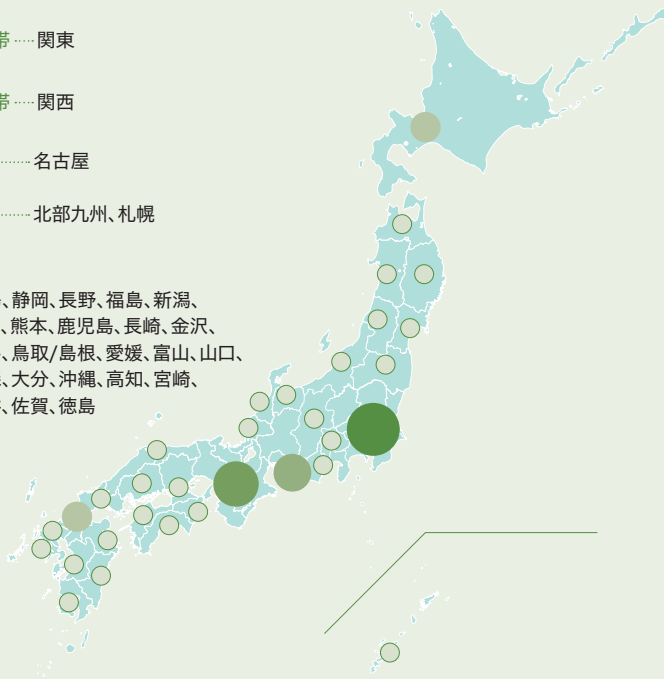 帯 関東
帯 関西
名古屋
北部九州、札幌
、静岡、長野、福島、新潟、
、熊本、鹿児島、長崎、金沢、
、鳥取/島根、愛媛、富山、山口、
、大分、沖縄、高知、宮崎、
、佐賀、徳島